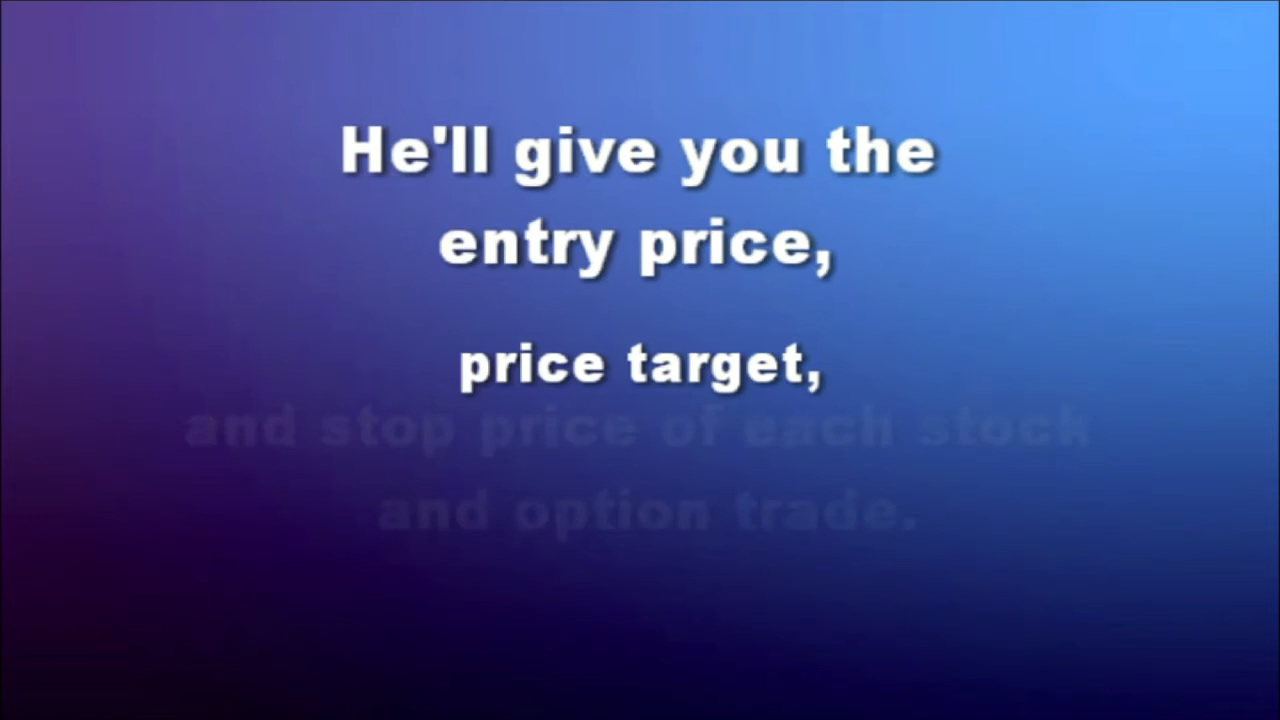 He'll give you the
entry price,
price target,
and stop price of each stock
and option trade.